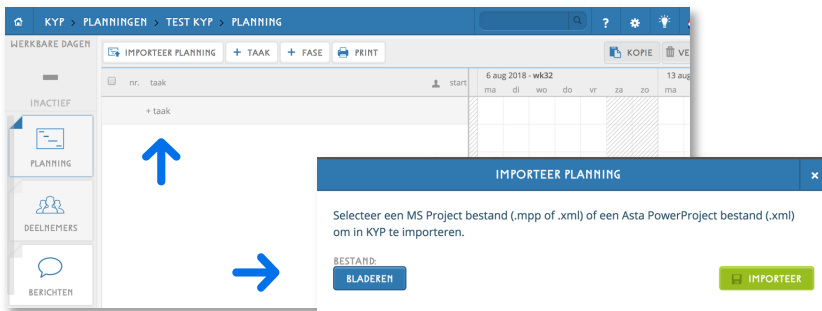 KYP > PLANNINGEN > TEST KYP > PLANNING
?
WERKBARE DAGEN
INACTIEF
PLANNING
DEELNEMERS
BERICHTEN
IMPORTEER PLANNING + TAAK + FASE PRINT KOPIE VE
nr. taak start
6 aug 2018 - wk32 13 aug
ma di wo do vr za zo ma
+ taak
IMPORTEER PLANNING ×
Selecteer een MS Project bestand (.mpp of .xml) of een Asta PowerProject bestand (.xml)
om in KYP te importeren.
BESTAND:
BLADEREN
IMPORTEER